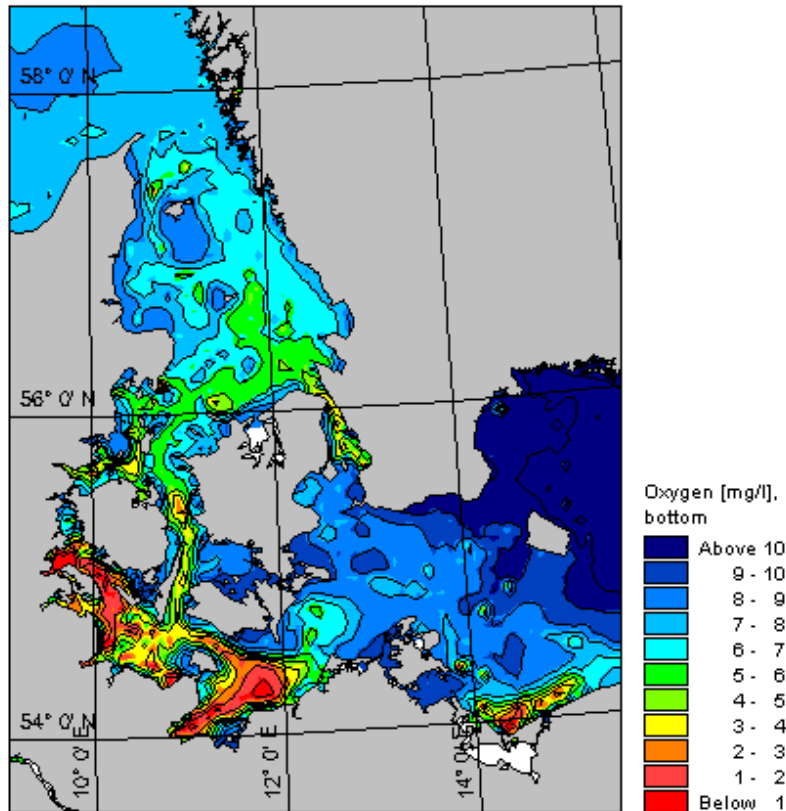 58° 0' N
56° 0' N
54° 0' N
10° 0' E
12° 0' E
14° 0' E
Oxygen [mg/l],
bottom
Above 10
9 - 10
8 - 9
7 - 8
6 - 7
5 - 6
4 - 5
3 - 4
2 - 3
1 - 2
Below 1